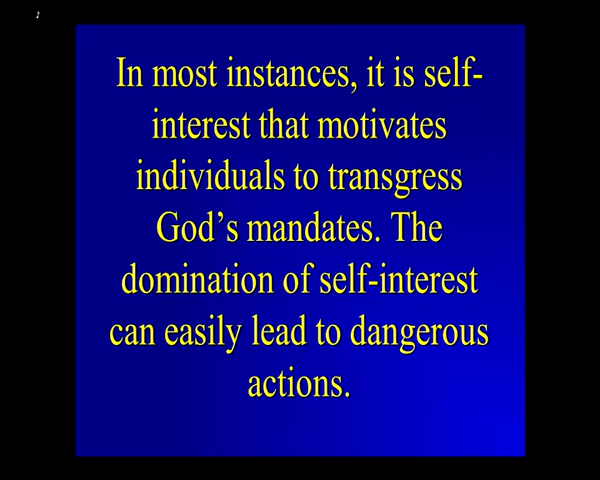 In most instances, it is self-
interest that motivates
individuals to transgress
God’s mandates. The
domination of self-interest
can easily lead to dangerous
actions.